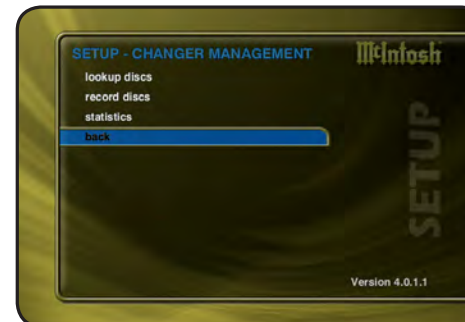 SETUP - CHANGER MANAGEMENT
McIntosh
lookup discs
record discs
statistics
back
SETUP
Version 4.0.1.1